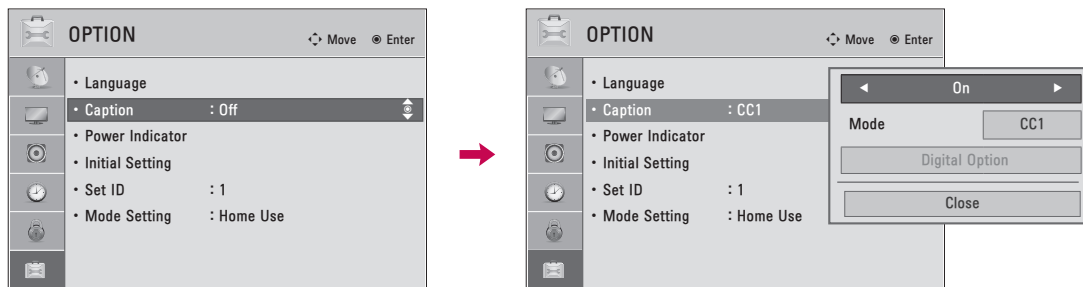 OPTION
Move Enter
• Language
• Caption : Off
• Power Indicator
• Initial Setting
• Set ID : 1
• Mode Setting : Home Use
OPTION
Move Enter
• Language
• Caption : CC1
• Power Indicator
• Initial Setting
• Set ID : 1
• Mode Setting : Home Use
◀ On ▶
Mode CC1
Digital Option
Close